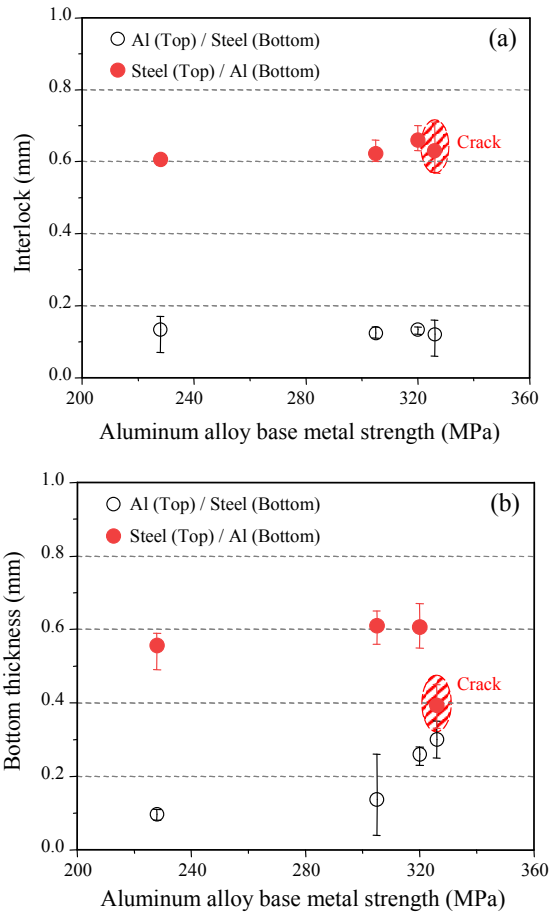 (a)
Al (Top) / Steel (Bottom)
Steel (Top) / Al (Bottom)
Crack
Interlock (mm)
1.0
0.8
0.6
0.4
0.2
0.0
200 240 280 320 360
Aluminum alloy base metal strength (MPa)
(b)
Al (Top) / Steel (Bottom)
Steel (Top) / Al (Bottom)
Crack
Bottom thickness (mm)
1.0
0.8
0.6
0.4
0.2
0.0
200 240 280 320 360
Aluminum alloy base metal strength (MPa)